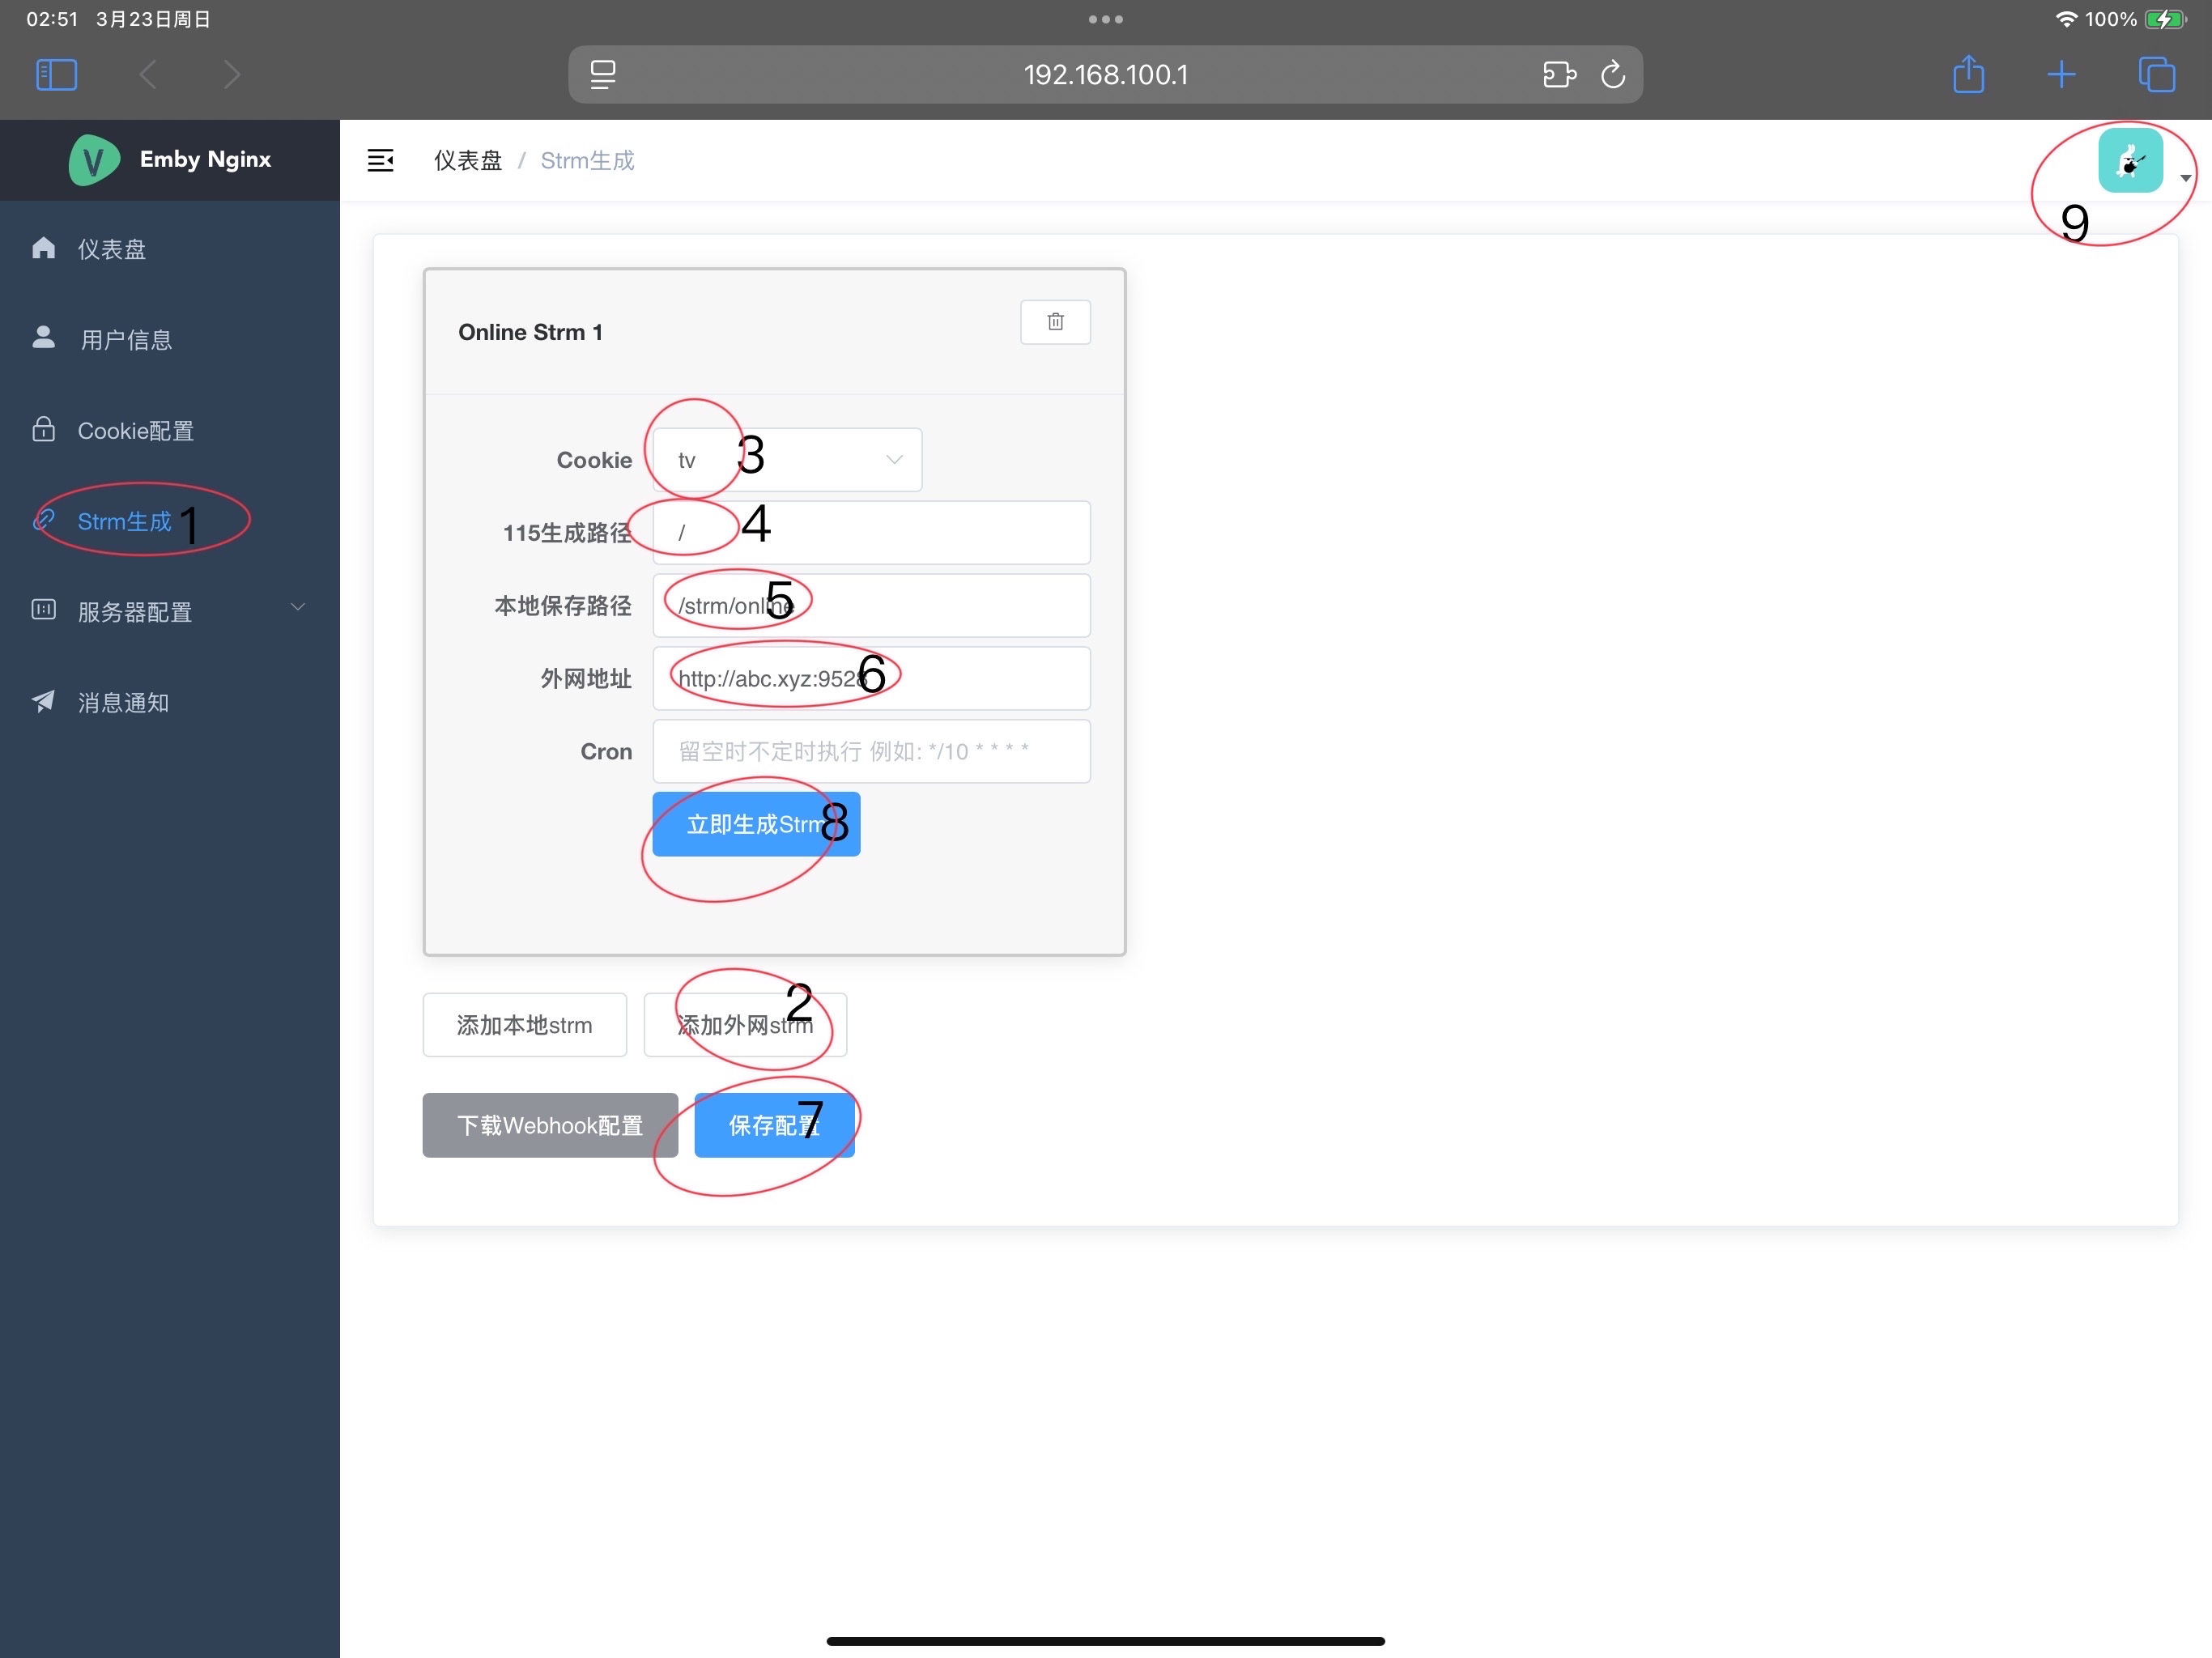 02:51 3月23日周日
100%
192.168.100.1
Emby Nginx
仪表盘 / Strm生成
9
仪表盘
用户信息
Cookie配置
Strm生成 1
服务器配置
消息通知
Online Strm 1
Cookie tv 3
115生成路径 / 4
本地保存路径 /strm/online 5
外网地址 http://abc.xyz:9528 6
Cron 留空时不定时执行 例如: */10 * * * *
立即生成Strm 8
添加本地strm 添加外网strm 2
下载Webhook配置 保存配置 7